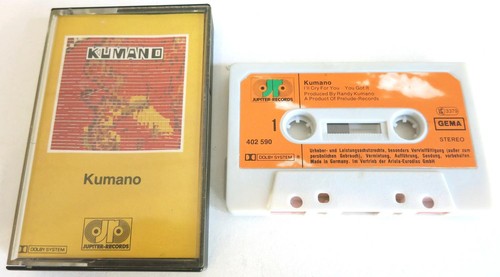 KUMANO
Kumano
JUPITER-RECORDS
DOLBY SYSTEM
JUPITER-RECORDS
Kumano
I'll Cry For You · You Got It
Produced By Randy Kumano
A Product Of Prelude Records
1
402 590
GEMA
DOLBY SYSTEM
STEREO
Urheber- und Leistungsschutzrechte, besonders Vervielfältigung (außer zum
persönlichen Gebrauch), Vermietung, Aufführung, Sendung, vorbehalten.
Made in Germany. Im Vertrieb der Ariola-Eurodisc GmbH.